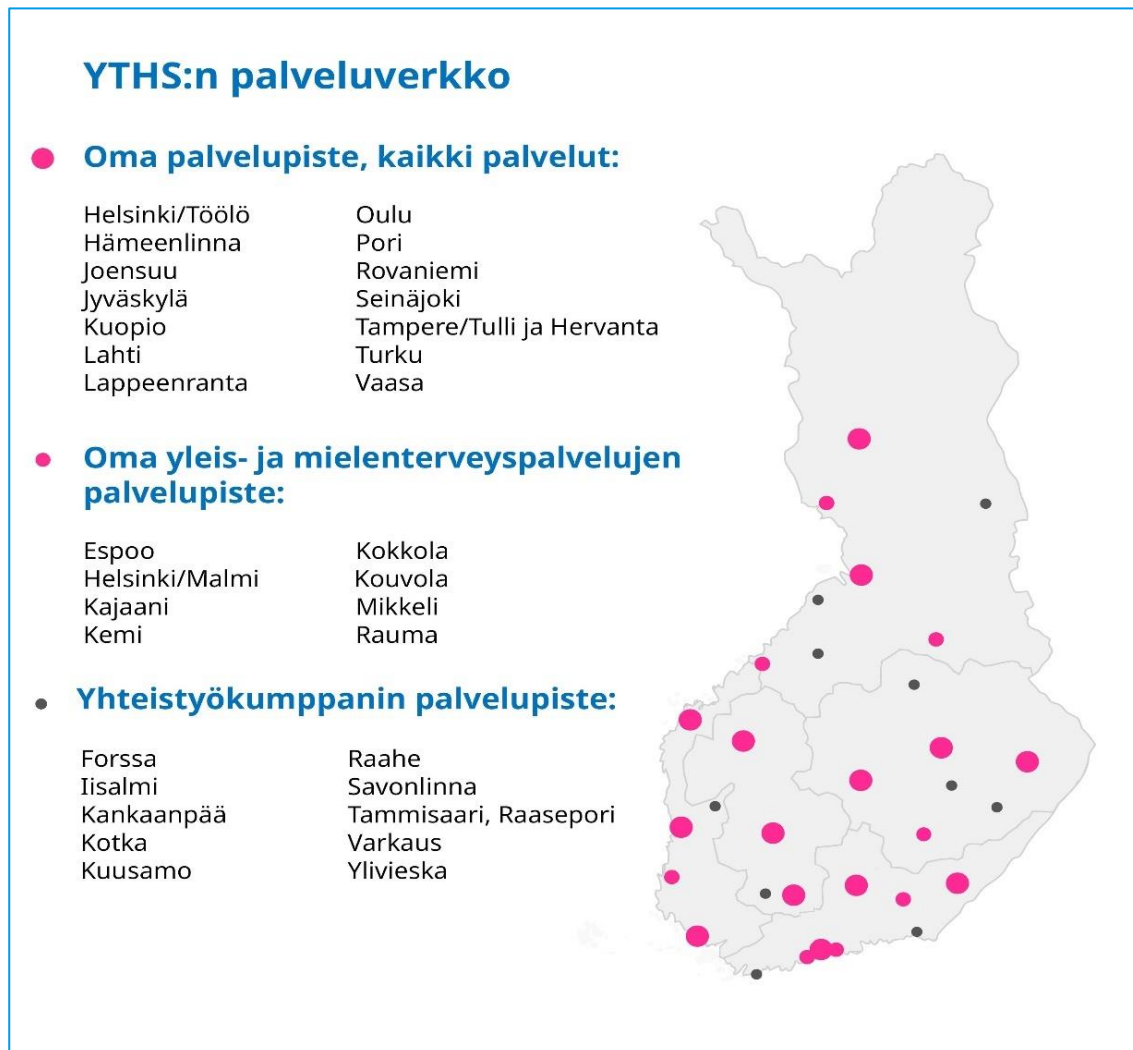 YTHS:n palveluverkko
Oma palvelupiste, kaikki palvelut:
Helsinki/Töölö
Hämeenlinna
Joensuu
Jyväskylä
Kuopio
Lahti
Lappeenranta
Oulu
Pori
Rovaniemi
Seinäjoki
Tampere/Tulli ja Hervanta
Turku
Vaasa
Oma yleis- ja mielenterveyspalvelujen
palvelupiste:
Espoo
Helsinki/Malmi
Kajaani
Kemi
Kokkola
Kouvola
Mikkeli
Rauma
Yhteistyökumppanin palvelupiste:
Forssa
Iisalmi
Kankaanpää
Kotka
Kuusamo
Raahe
Savonlinna
Tammisaari, Raasepori
Varkaus
Ylivieska